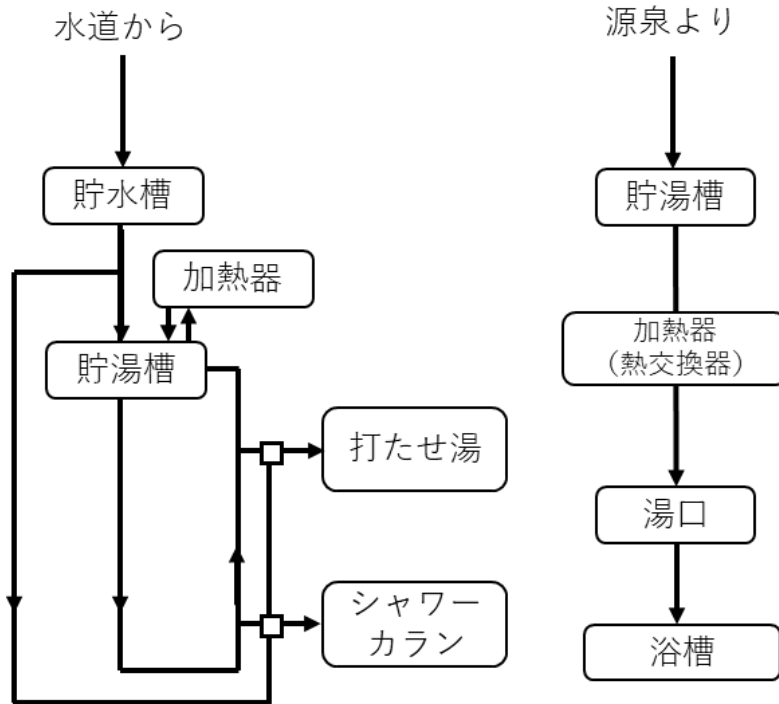 水道から
貯水槽
加熱器
貯湯槽
打たせ湯
シャワー
カラン
源泉より
貯湯槽
加熱器
（熱交換器）
湯口
浴槽